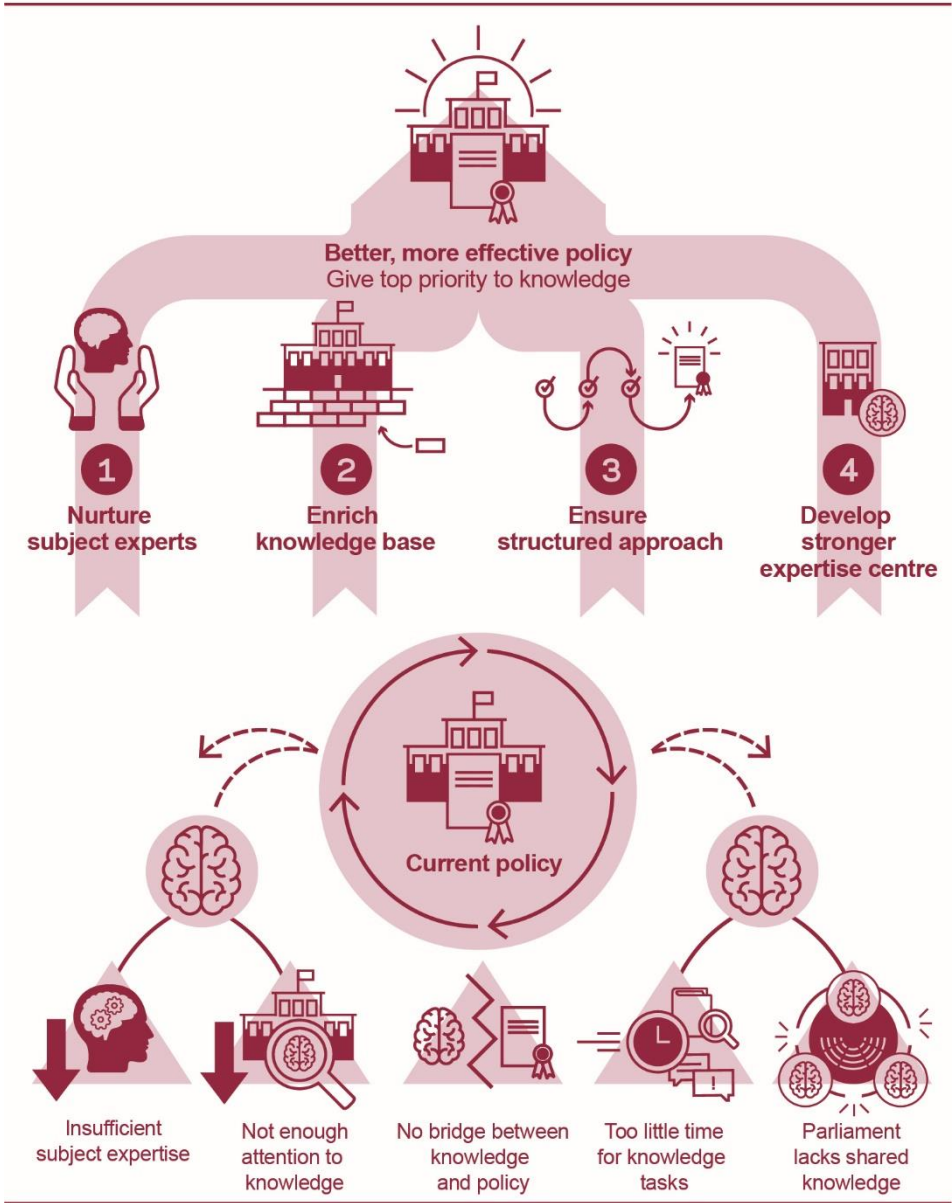 Better, more effective policy
Give top priority to knowledge
1
Nurture
subject experts
2
Enrich
knowledge base
3
Ensure
structured approach
4
Develop
stronger
expertise centre
Current policy
Insufficient
subject expertise
Not enough
attention to
knowledge
No bridge between
knowledge
and policy
!
Too little time
for knowledge
tasks
Parliament
lacks shared
knowledge